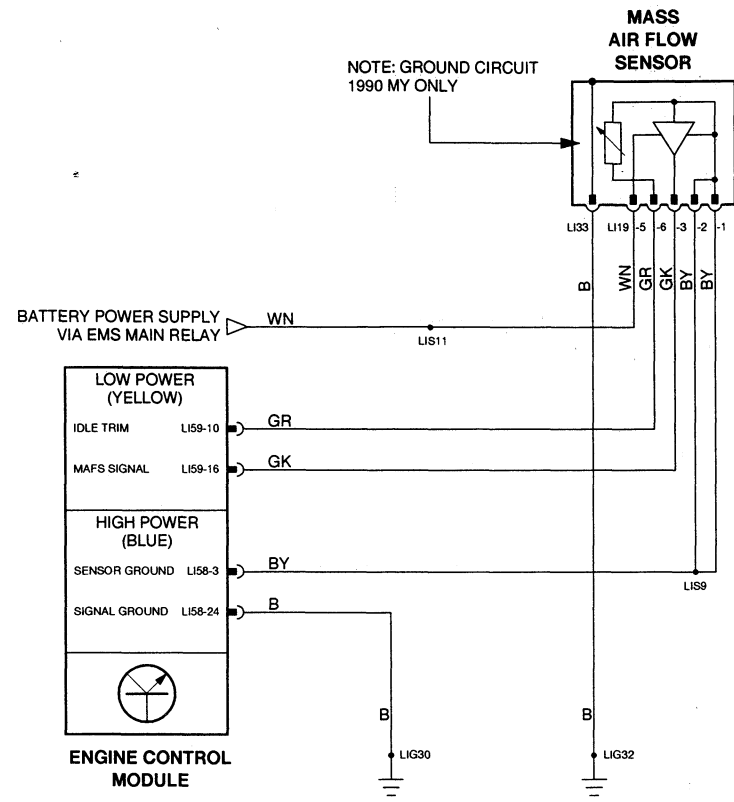 MASS
AIR FLOW
SENSOR
NOTE: GROUND CIRCUIT
1990 MY ONLY
LI33
LI19
-5
-6
-3
-2
-1
B
WN
GR
GK
BY
BY
BATTERY POWER SUPPLY
VIA EMS MAIN RELAY
WN
LIS11
LOW POWER
(YELLOW)
IDLE TRIM LI59-10
GR
MAFS SIGNAL LI59-16
GK
HIGH POWER
(BLUE)
SENSOR GROUND LI58-3
BY
LIS9
SIGNAL GROUND LI58-24
B
B
B
LIG30
LIG32
ENGINE CONTROL
MODULE